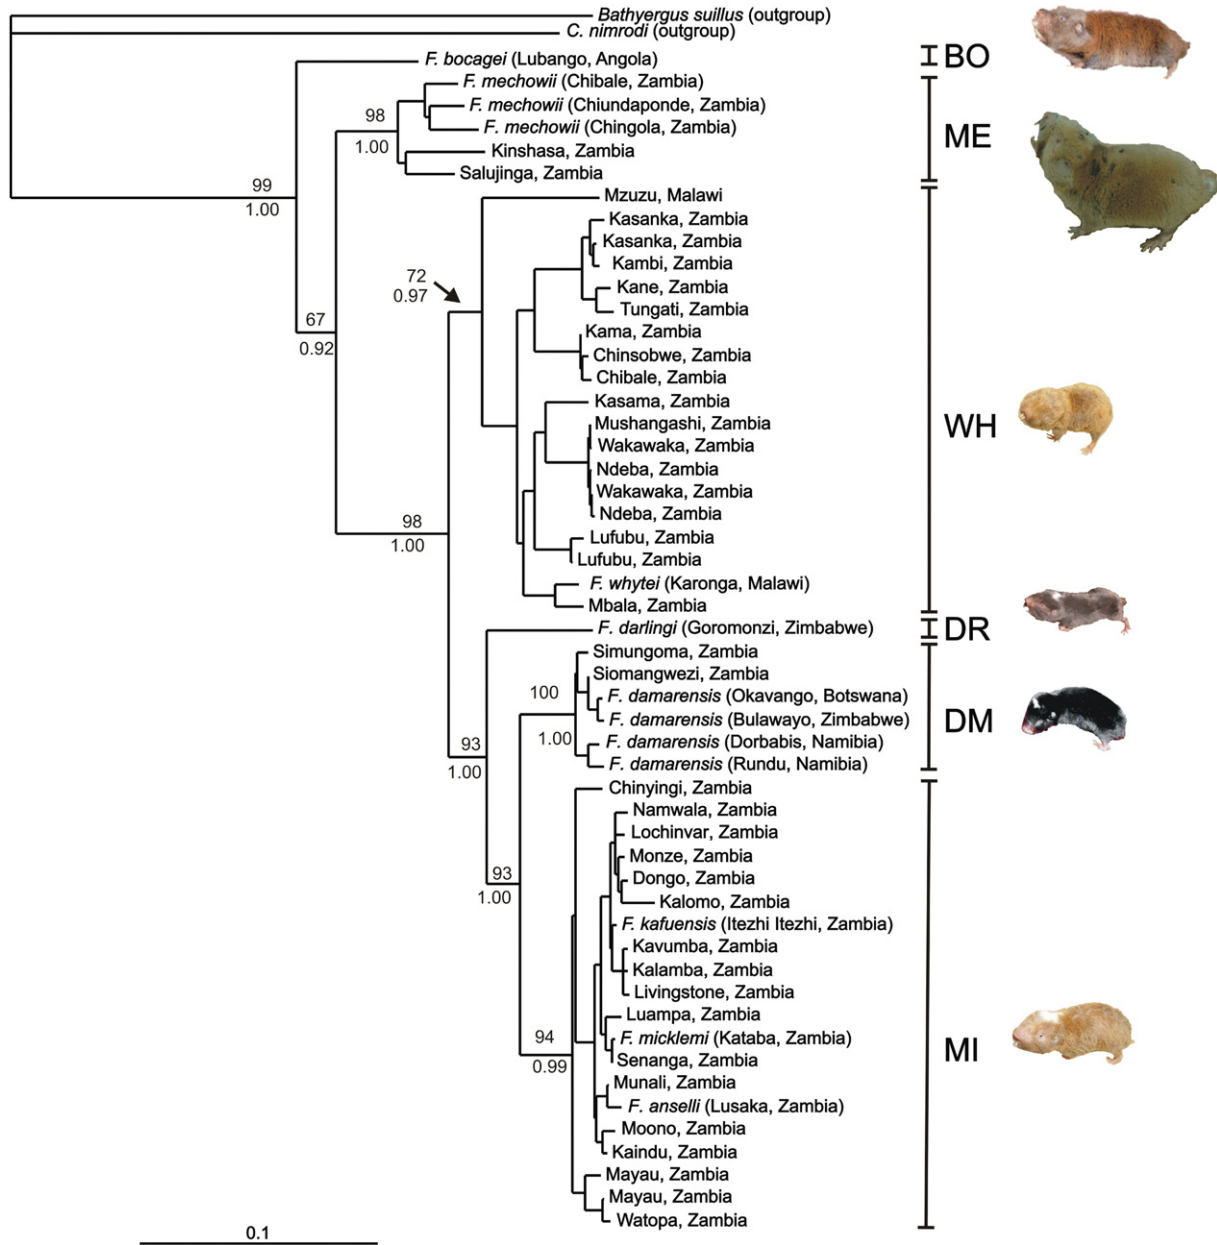 Bathyergus suillus (outgroup)
C. nimrodi (outgroup)
F. bocagei (Lubango, Angola)
BO
F. mechowii (Chibale, Zambia)
F. mechowii (Chiundaponde, Zambia)
98
F. mechowii (Chingola, Zambia)
ME
1.00
Kinshasa, Zambia
Salujinga, Zambia
99
1.00
Mzuzu, Malawi
Kasanka, Zambia
Kasanka, Zambia
Kambi, Zambia
72
0.97
Kane, Zambia
Tungati, Zambia
67
0.92
Kama, Zambia
Chinsobwe, Zambia
Chibale, Zambia
Kasama, Zambia
Mushangashi, Zambia
WH
Wakawaka, Zambia
Ndeba, Zambia
Wakawaka, Zambia
Ndeba, Zambia
98
1.00
Lufubu, Zambia
Lufubu, Zambia
F. whytei (Karonga, Malawi)
Mbala, Zambia
F. darlingi (Goromonzi, Zimbabwe)
DR
Simungoma, Zambia
Siomangwezi, Zambia
100
F. damarensis (Okavango, Botswana)
F. damarensis (Bulawayo, Zimbabwe)
DM
1.00
F. damarensis (Dorbabis, Namibia)
93
1.00
F. damarensis (Rundu, Namibia)
Chinyingi, Zambia
Namwala, Zambia
Lochinvar, Zambia
Monze, Zambia
93
1.00
Dongo, Zambia
Kalomo, Zambia
F. kafuensis (Itezhi Itezhi, Zambia)
Kavumba, Zambia
Kalamba, Zambia
Livingstone, Zambia
Luampa, Zambia
94
0.99
F. micklemi (Kataba, Zambia)
MI
Senanga, Zambia
Munali, Zambia
F. anselli (Lusaka, Zambia)
Moono, Zambia
Kaindu, Zambia
Mayau, Zambia
Mayau, Zambia
Watopa, Zambia
0.1